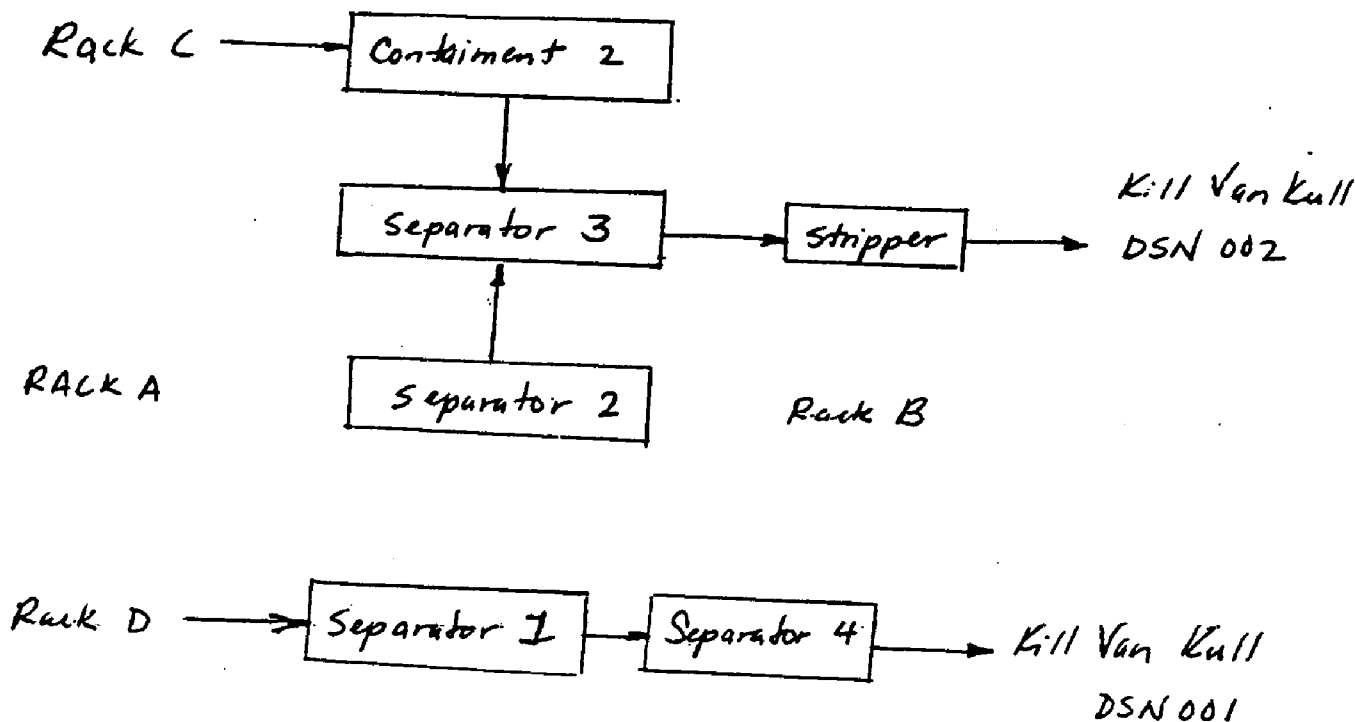 Rack C
Contaiment 2
Separator 3
stripper
Kill Van Kull
DSN 002
RACK A
Separator 2
Rack B
Rack D
Separator 1
Separator 4
Kill Van Kull
DSN 001